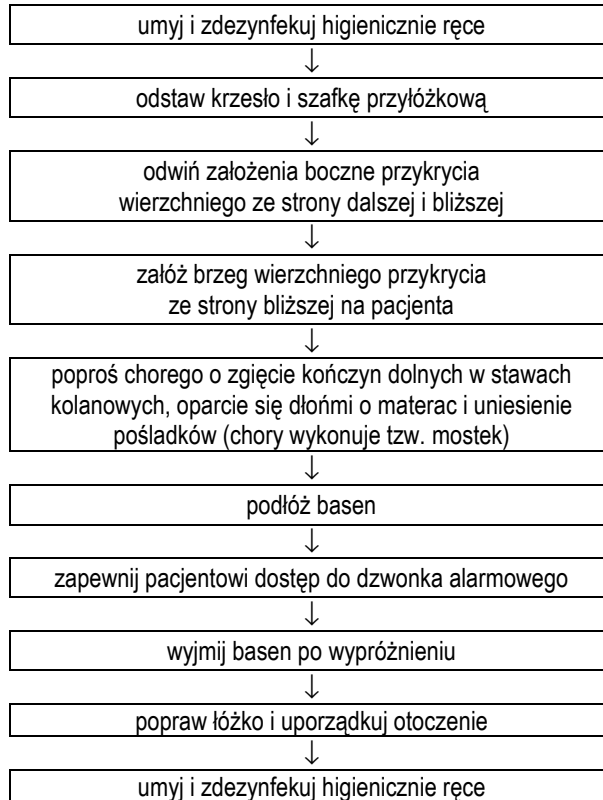 umyj i zdezynfekuj higienicznie ręce
↓
odstaw krzesło i szafkę przyłóżkową
↓
odwiń założenia boczne przykrycia
wierzchniego ze strony dalszej i bliższej
↓
załóż brzeg wierzchniego przykrycia
ze strony bliższej na pacjenta
↓
poproś chorego o zgięcie kończyn dolnych w stawach
kolanowych, oparcie się dłońmi o materac i uniesienie
pośladków (chory wykonuje tzw. mostek)
↓
podłóż basen
↓
zapewnij pacjentowi dostęp do dzwonka alarmowego
↓
wyjmij basen po wypróżnieniu
↓
popraw łóżko i uporządkuj otoczenie
↓
umyj i zdezynfekuj higienicznie ręce